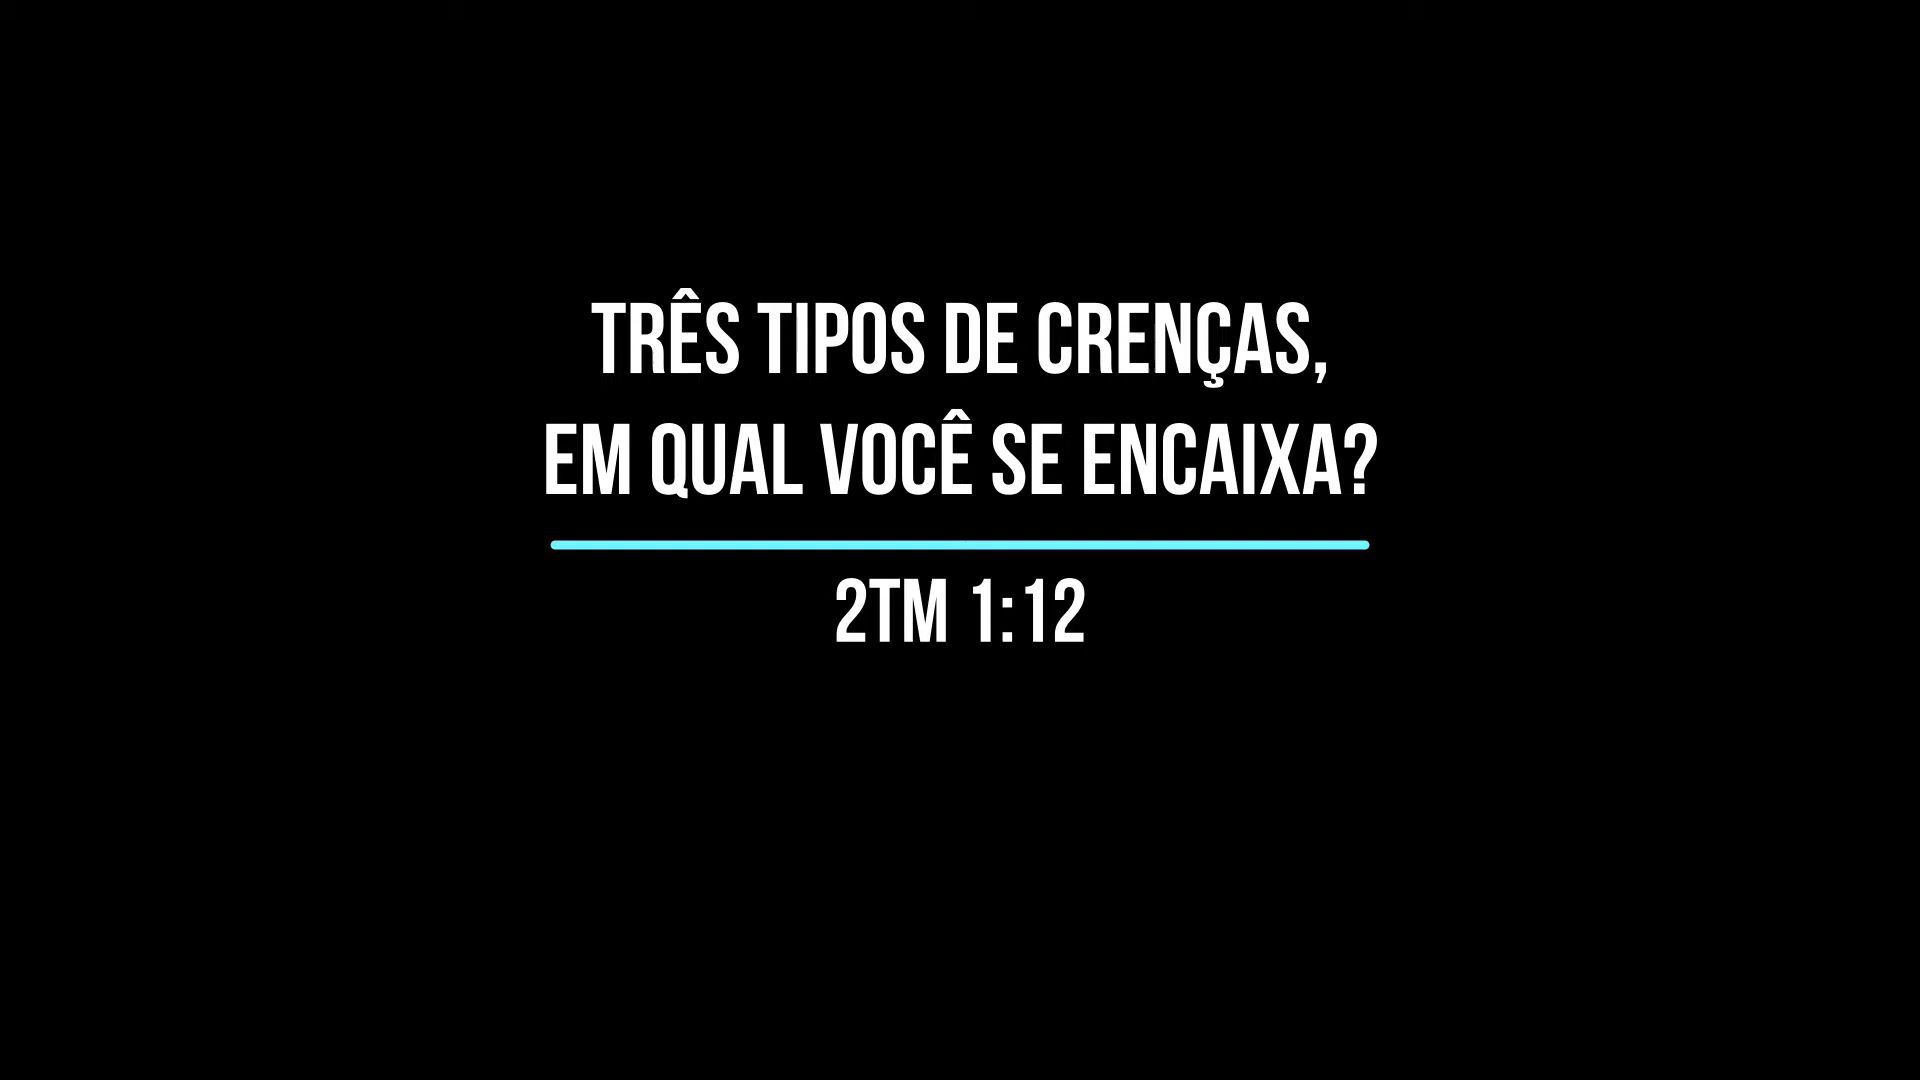 TRÊS TIPOS DE CRENÇAS,
EM QUAL VOCÊ SE ENCAIXA?
2TM 1:12